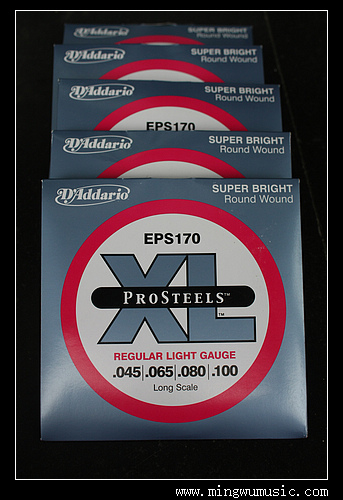 D'Addario
SUPER BRIGHT
Round Wound
D'Addario
SUPER BRIGHT
Round Wound
D'Addario
SUPER BRIGHT
Round Wound
EPS170
D'Addario
SUPER BRIGHT
Round Wound
D'Addario
SUPER BRIGHT
Round Wound
EPS170
XL
PROSTEELS™
™
REGULAR LIGHT GAUGE
.045|.065|.080|.100
Long Scale
www.mingwumusic.com